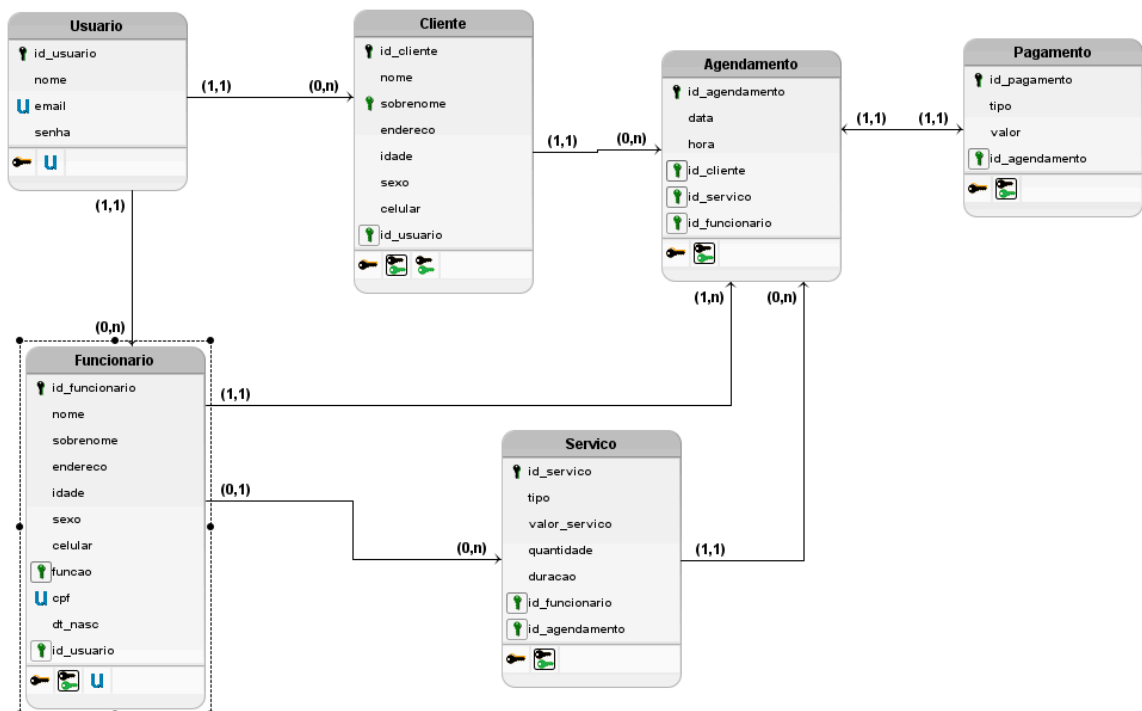 Usuario
id_usuario
nome
U email
senha
U
(1,1)
(0,n)
Cliente
id_cliente
nome
sobrenome
endereco
idade
sexo
celular
id_usuario
(1,1)
(0,n)
Agendamento
id_agendamento
data
hora
id_cliente
id_servico
id_funcionario
(1,1)
(1,1)
Pagamento
id_pagamento
tipo
valor
id_agendamento
(1,1)
(0,n)
Funcionario
id_funcionario
nome
sobrenome
endereco
idade
sexo
celular
funcao
U cpf
dt_nasc
id_usuario
U
(1,1)
(1,n)
(0,1)
(0,n)
Servico
id_servico
tipo
valor_servico
quantidade
duracao
id_funcionario
id_agendamento
(1,1)
(0,n)